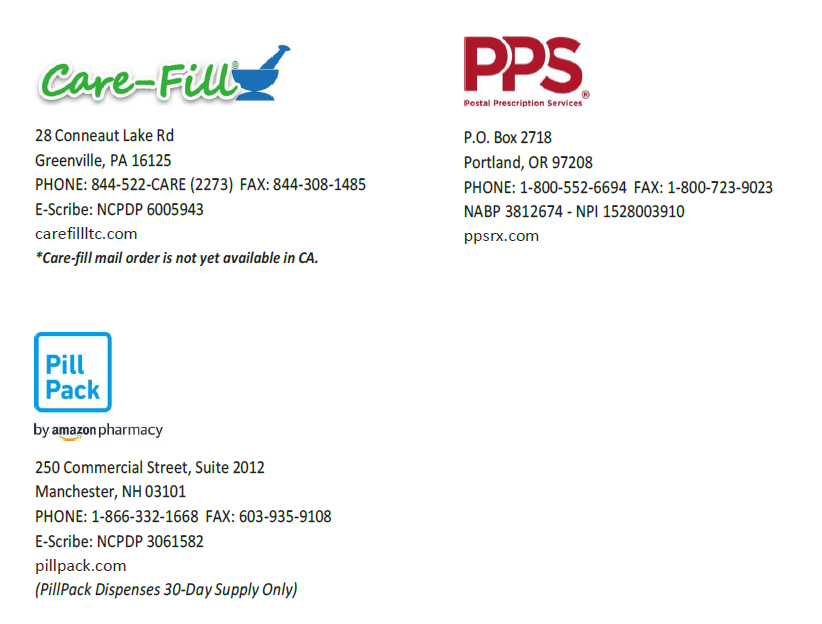 Care-Fill®
28 Conneaut Lake Rd
Greenville, PA 16125
PHONE: 844-522-CARE (2273) FAX: 844-308-1485
E-Scribe: NCPDP 6005943
carefillltc.com
*Care-fill mail order is not yet available in CA.
PPS®
Postal Prescription Services
P.O. Box 2718
Portland, OR 97208
PHONE: 1-800-552-6694 FAX: 1-800-723-9023
NABP 3812674 - NPI 1528003910
ppsrx.com
Pill
Pack
by amazon pharmacy
250 Commercial Street, Suite 2012
Manchester, NH 03101
PHONE: 1-866-332-1668 FAX: 603-935-9108
E-Scribe: NCPDP 3061582
pillpack.com
(PillPack Dispenses 30-Day Supply Only)